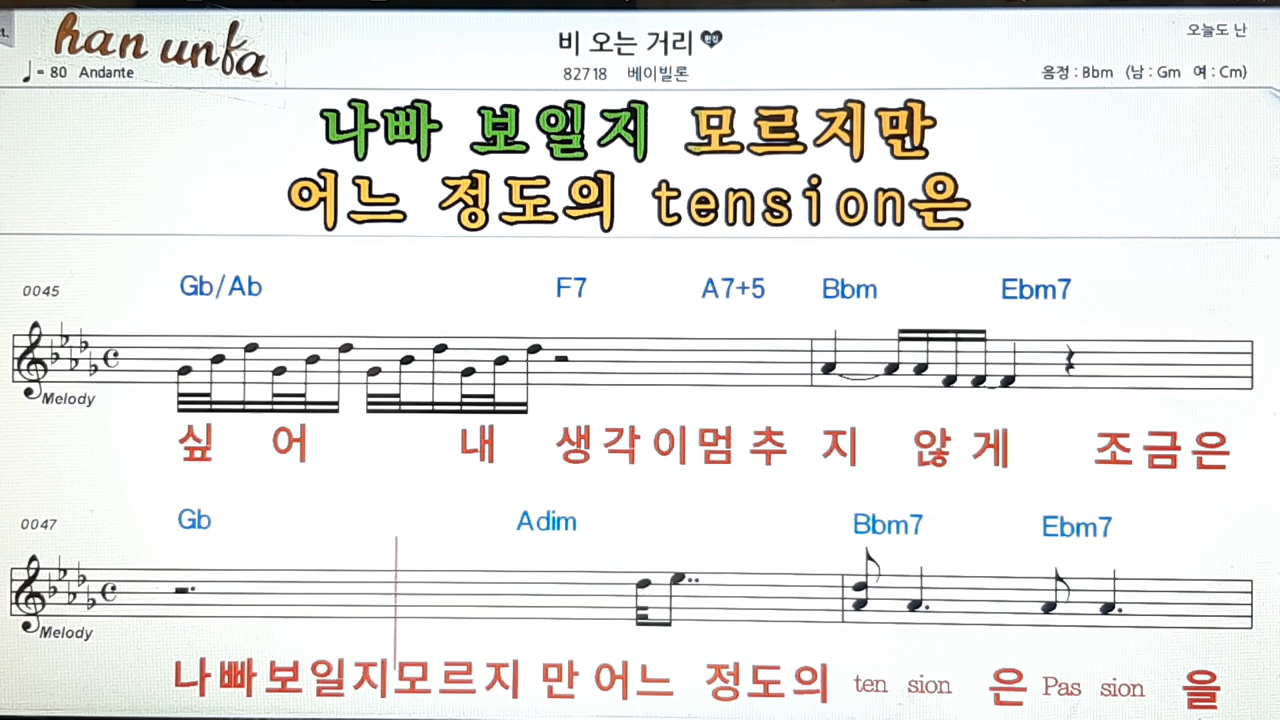 han unfa
비 오는 거리
오늘도 난
♩= 80 Andante
82718 베이빌론
음정 : Bbm (남 : Gm 여 : Cm)
나빠 보일지 모르지만
어느 정도의 tension은
0045 Gb/Ab F7 A7+5 Bbm Ebm7
Melody
싶 어 내 생 각 이 멈 추 지 않 게 조금은
0047 Gb Adim Bbm7 Ebm7
Melody
나빠보일지모르지 만 어느 정도의 ten sion 은 Pas sion 을